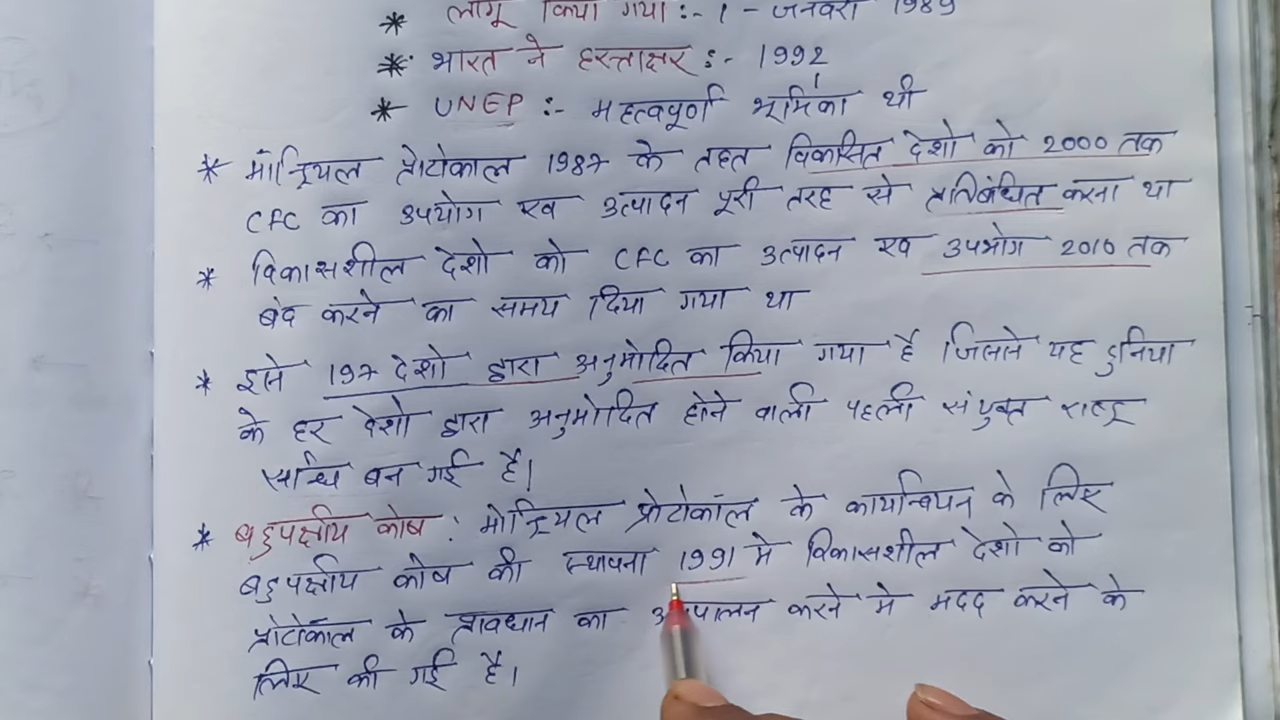 * लागू किया गया :- 1 - जनवरी 1989
* भारत ने हस्ताक्षर :- 1992
* UNEP :- महत्वपूर्ण भूमिका थी
* मॉन्ट्रियल प्रोटोकाल 1987 के तहत विकसित देशो को 2000 तक
CFC का उपयोग एव उत्पादन पूरी तरह से प्रतिबंधित करना था
* विकासशील देशो को CFC का उत्पादन एव उपभोग 2010 तक
बंद करने का समय दिया गया था
* इसे 197 देशो द्वारा अनुमोदित किया गया है जिससे यह दुनिया
के हर देशो द्वारा अनुमोदित होने वाली पहली संयुक्त राष्ट्र
सन्धि बन गई है।
* बहुपक्षीय कोष : मोन्ट्रियल प्रोटोकॉल के कार्यान्वयन के लिए
बहुपक्षीय कोष की स्थापना 1991 मे विकासशील देशो को
प्रोटोकॉल के प्रावधान का पालन करने मे मदद करने के
लिए की गई है।